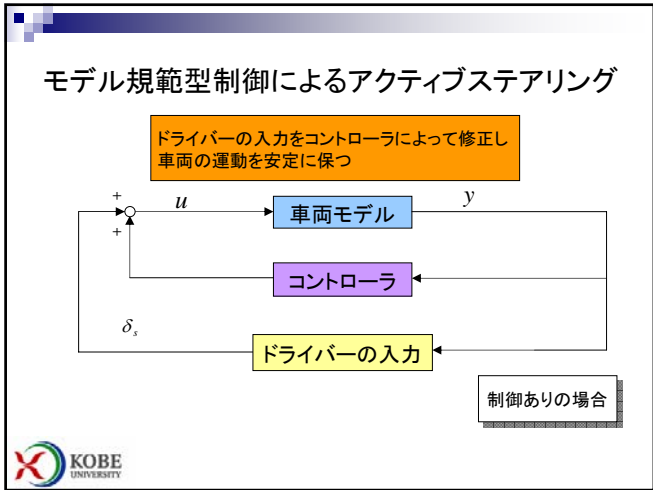 モデル規範型制御によるアクティブステアリング
ドライバーの入力をコントローラによって修正し
車両の運動を安定に保つ
+
u
車両モデル
y
+
コントローラ
δs
ドライバーの入力
制御ありの場合
KOBE
UNIVERSITY